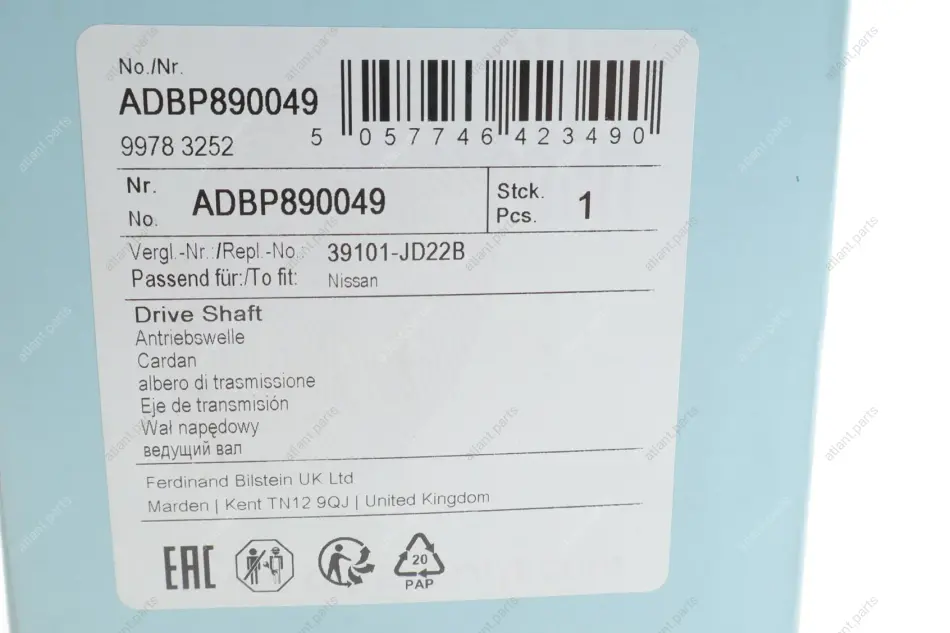 No./Nr.
ADBP890049
9978 3252
5 057746 423490
Nr.
No.
ADBP890049
Stck.
Pcs.
1
Vergl.-Nr.:/Repl.-No.: 39101-JD22B
Passend für:/To fit: Nissan
Drive Shaft
Antriebswelle
Cardan
albero di trasmissione
Eje de transmisión
Wał napędowy
ведущий вал
Ferdinand Bilstein UK Ltd
Marden | Kent TN12 9QJ | United Kingdom
EAC
20
PAP
atlant.parts